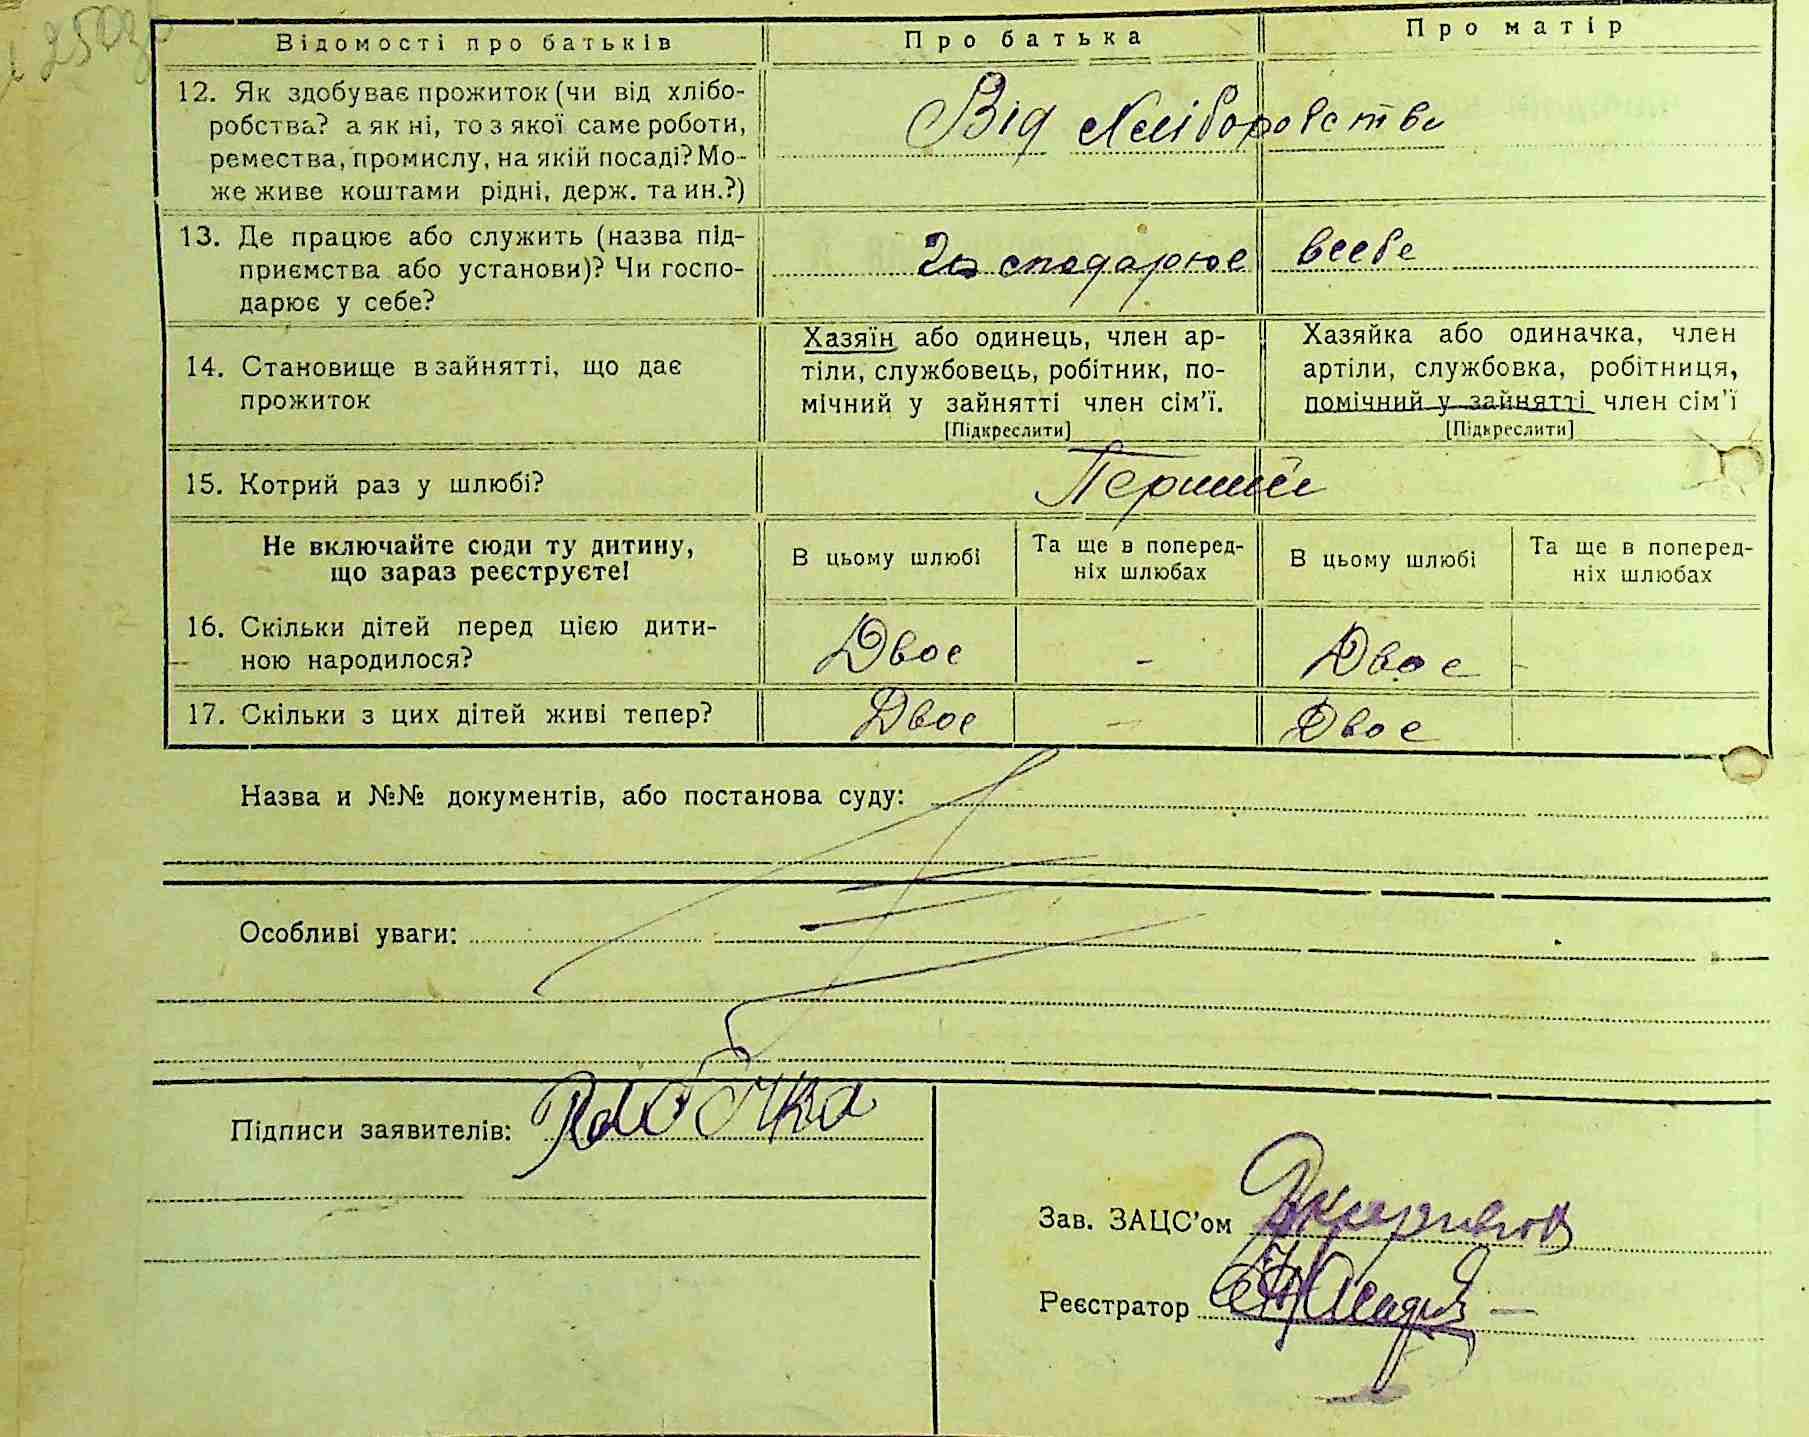 Відомості про батьків
Про батька
Про матір
12. Як здобуває прожиток (чи від хлібо-
робства? а як ні, то з якої саме роботи,
ремества, промислу, на якій посаді? Мо-
же живе коштами рідні, держ. та ин.?)
Від хліборобства
13. Де працює або служить (назва під-
приємства або установи)? Чи госпо-
дарює у себе?
Господарює всебе
14. Становище в зайнятті, що дає
прожиток
Хазяїн або одинець, член ар-
тіли, службовець, робітник, по-
мічний у зайнятті член сім'ї.
[Підкреслити]
Хазяйка або одиначка, член
артіли, службовка, робітниця,
помічний у зайнятті член сім'ї
[Підкреслити]
15. Котрий раз у шлюбі?
Перший
Не включайте сюди ту дитину,
що зараз реєструєте!
В цьому шлюбі
Та ще в поперед-
ніх шлюбах
В цьому шлюбі
Та ще в поперед-
ніх шлюбах
16. Скільки дітей перед цією дити-
ною народилося?
Двоє
-
Двоє
-
17. Скільки з цих дітей живі тепер?
Двоє
-
Двоє
Назва и №№ документів, або постанова суду:
Особливі уваги:
Підписи заявителів:
Зав. ЗАЦС'ом
Реєстратор